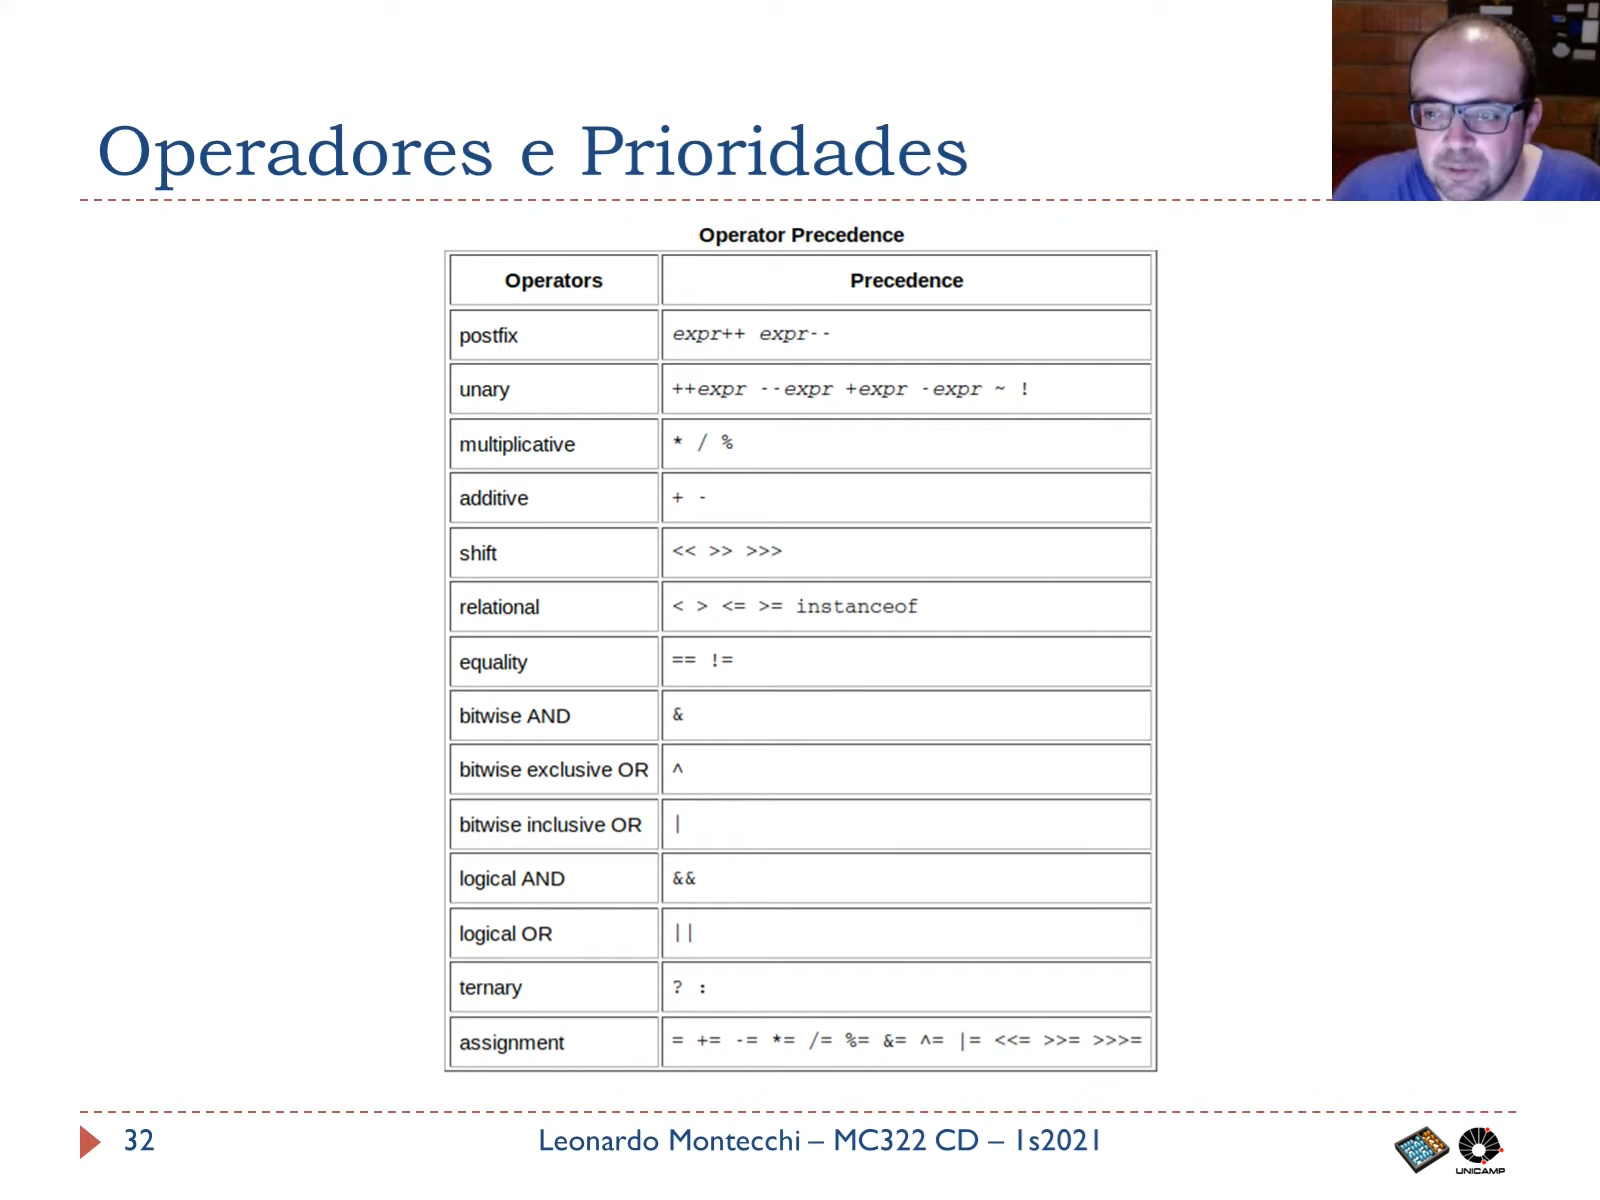 Operadores e Prioridades
Operator Precedence
Operators Precedence
postfix expr++ expr--
unary ++expr --expr +expr -expr ~ !
multiplicative * / %
additive + -
shift << >> >>>
relational < > <= >= instanceof
equality == !=
bitwise AND &
bitwise exclusive OR ^
bitwise inclusive OR |
logical AND &&
logical OR ||
ternary ? :
assignment = += -= *= /= %= &= ^= |= <<= >>= >>>=
32 Leonardo Montecchi – MC322 CD – 1s2021
UNICAMP